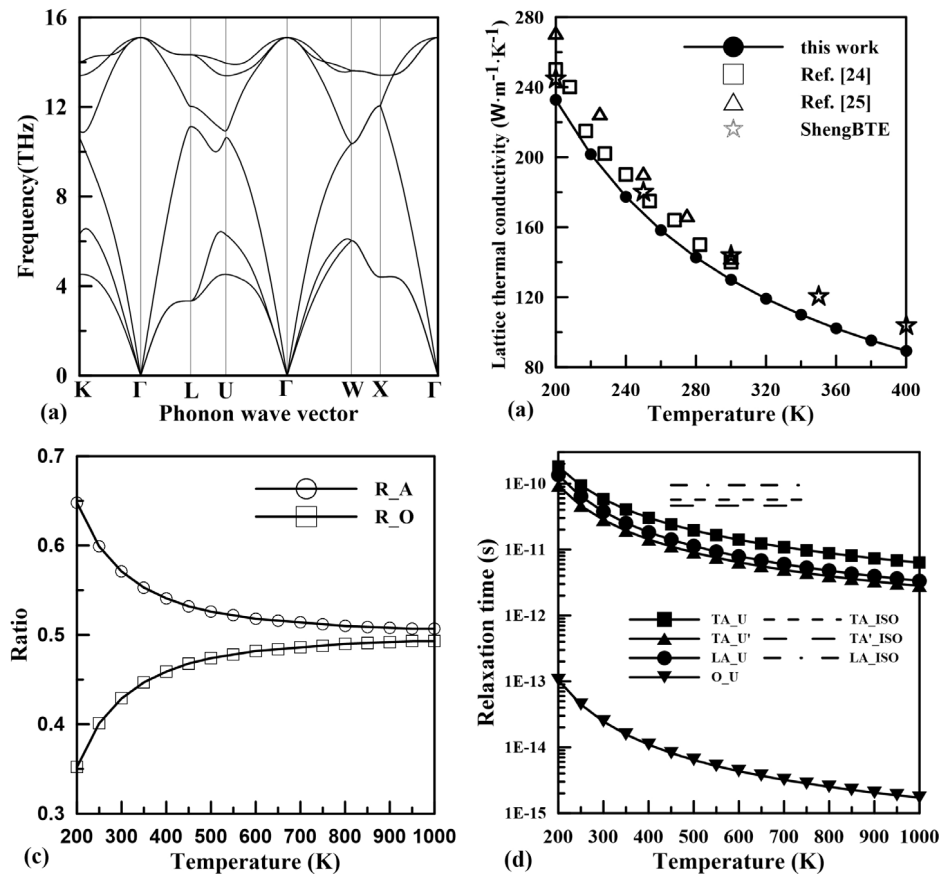 16
12
8
4
0
Frequency(THz)
K
Γ
L
U
Γ
W
X
Γ
(a)
Phonon wave vector
280
240
200
160
120
80
Lattice thermal conductivity (W·m⁻¹·K⁻¹)
this work
Ref. [24]
Ref. [25]
ShengBTE
200
240
280
320
360
400
(a)
Temperature (K)
0.7
0.6
0.5
0.4
0.3
Ratio
R_A
R_O
200
300
400
500
600
700
800
900
1000
(c)
Temperature (K)
1E-10
1E-11
1E-12
1E-13
1E-14
1E-15
Relaxation time (s)
TA_U
TA_ISO
TA_U'
TA'_ISO
LA_U
LA_ISO
O_U
200
300
400
500
600
700
800
900
1000
(d)
Temperature (K)